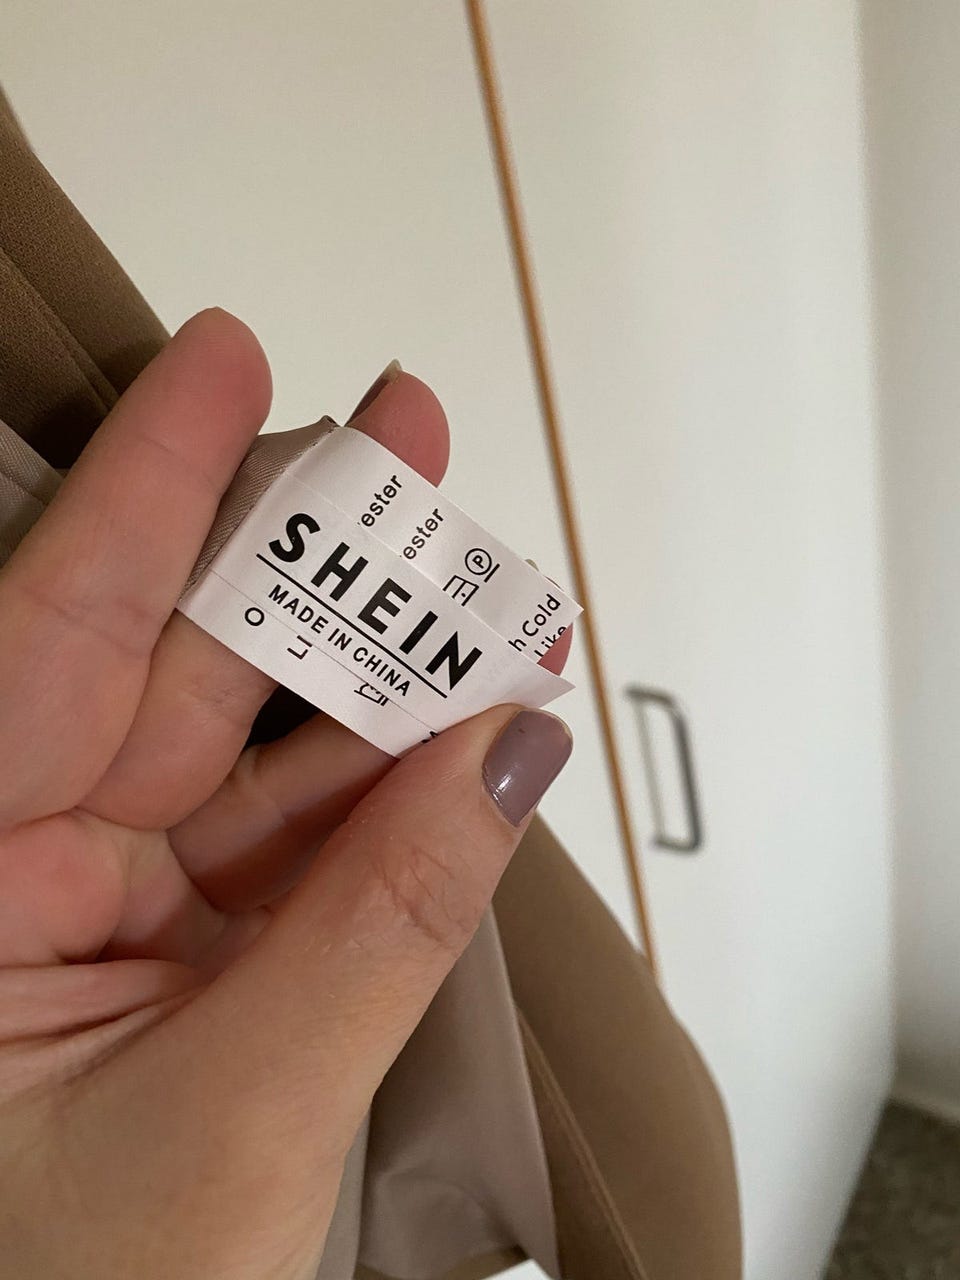 SHEIN
MADE IN CHINA
ester
ester
P
h Cold
Like